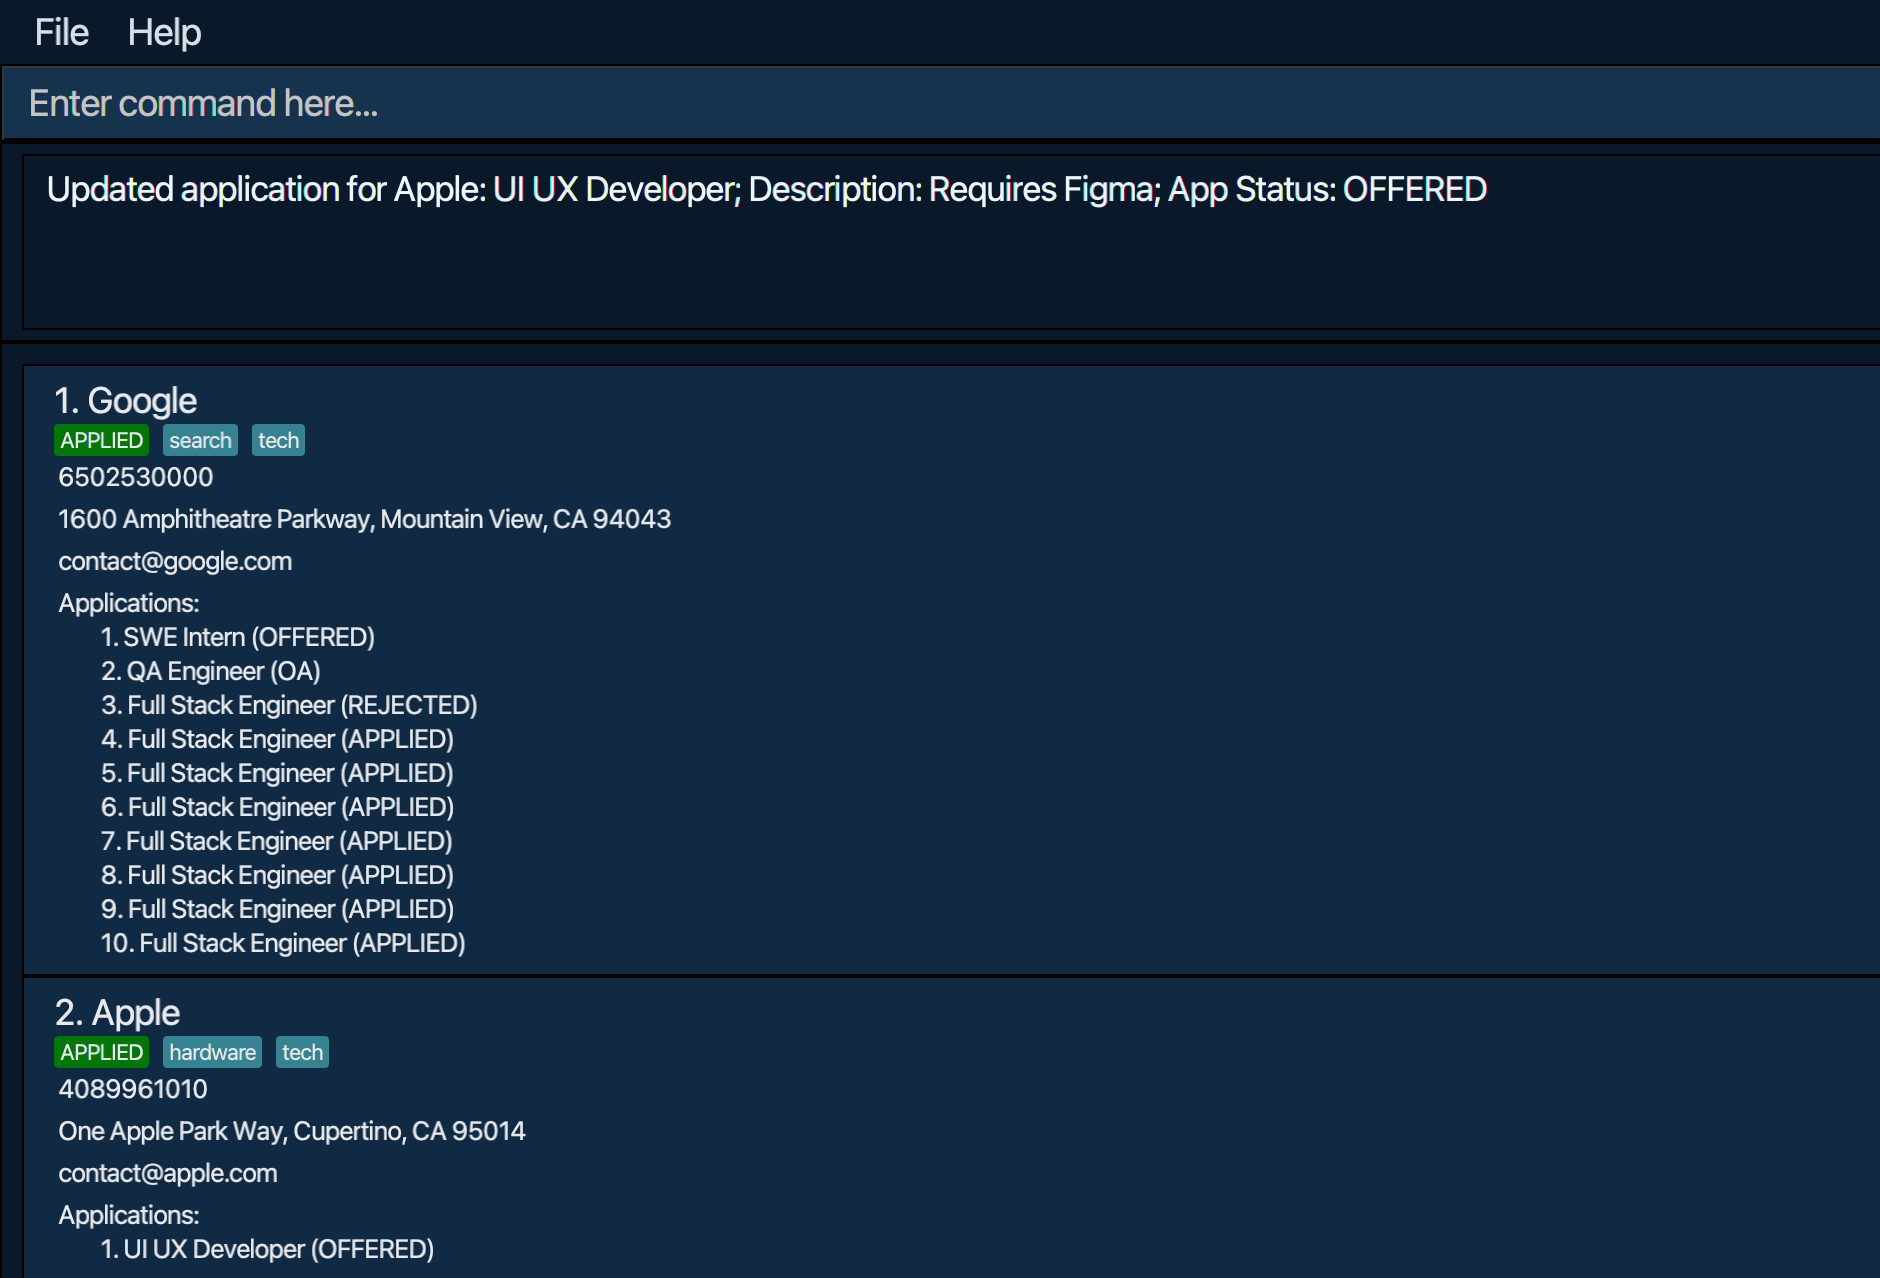 File Help
Enter command here...
Updated application for Apple: UI UX Developer; Description: Requires Figma; App Status: OFFERED
1. Google
APPLIED search tech
6502530000
1600 Amphitheatre Parkway, Mountain View, CA 94043
contact@google.com
Applications:
1. SWE Intern (OFFERED)
2. QA Engineer (OA)
3. Full Stack Engineer (REJECTED)
4. Full Stack Engineer (APPLIED)
5. Full Stack Engineer (APPLIED)
6. Full Stack Engineer (APPLIED)
7. Full Stack Engineer (APPLIED)
8. Full Stack Engineer (APPLIED)
9. Full Stack Engineer (APPLIED)
10. Full Stack Engineer (APPLIED)
2. Apple
APPLIED hardware tech
4089961010
One Apple Park Way, Cupertino, CA 95014
contact@apple.com
Applications:
1. UI UX Developer (OFFERED)